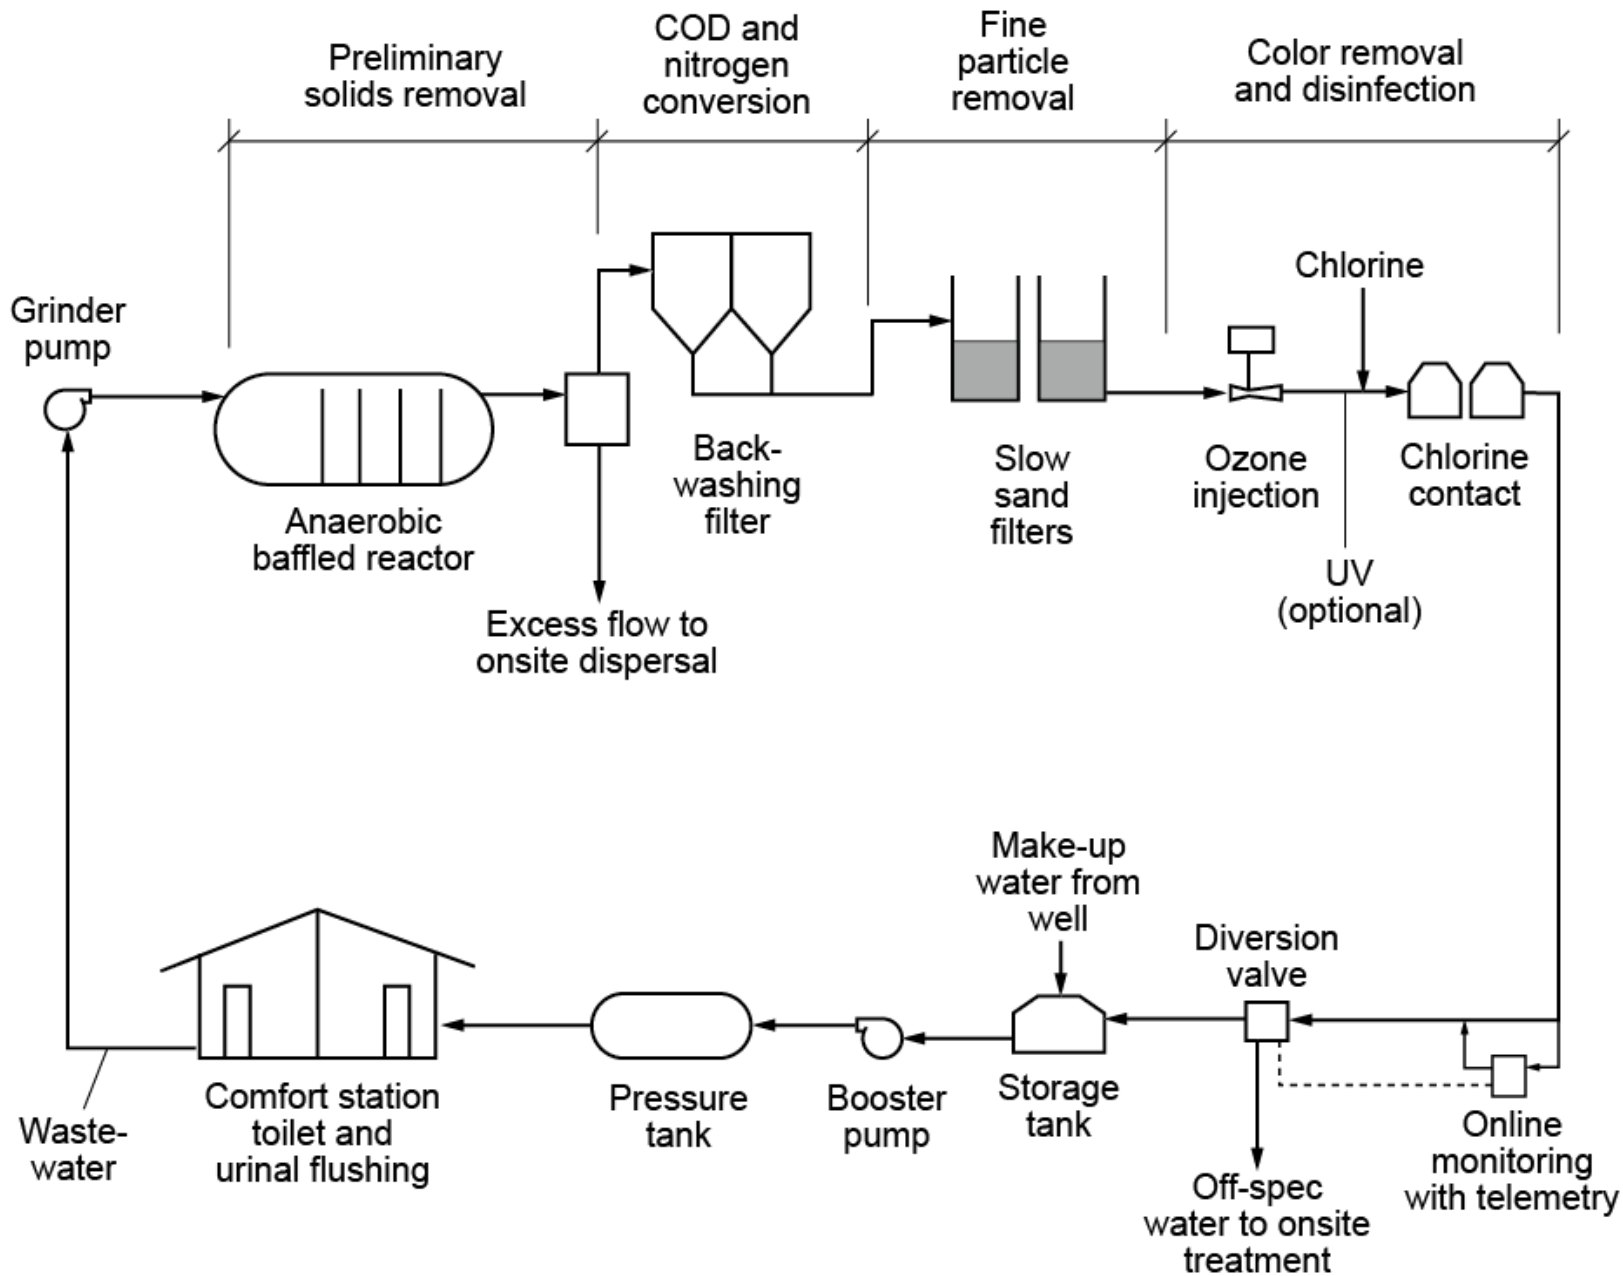 Preliminary
solids removal
COD and
nitrogen
conversion
Fine
particle
removal
Color removal
and disinfection
Grinder
pump
Anaerobic
baffled reactor
Excess flow to
onsite dispersal
Back-
washing
filter
Slow
sand
filters
Ozone
injection
Chlorine
UV
(optional)
Chlorine
contact
Waste-
water
Comfort station
toilet and
urinal flushing
Pressure
tank
Booster
pump
Make-up
water from
well
Storage
tank
Diversion
valve
Off-spec
water to onsite
treatment
Online
monitoring
with telemetry